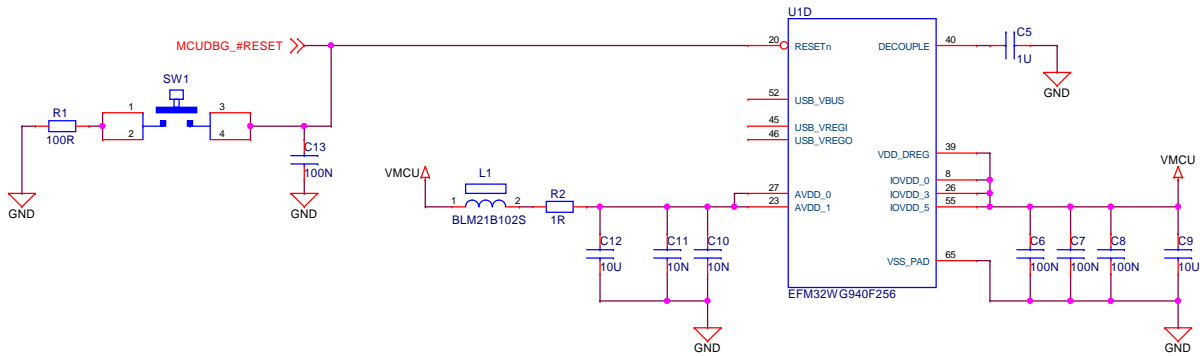 U1D
MCUDBG_#RESET
20
RESETn
DECOUPLE
40
C5
1U
GND
SW1
R1
100R
1
2
3
4
C13
100N
GND
GND
52
USB_VBUS
45
USB_VREGI
46
USB_VREGO
VDD_DREG
39
IOVDD_0
8
IOVDD_3
26
IOVDD_5
55
VMCU
VMCU
L1
1
2
BLM21B102S
R2
1R
27
AVDD_0
23
AVDD_1
C12
10U
C11
10N
C10
10N
GND
VSS_PAD
65
C6
100N
C7
100N
C8
100N
C9
10U
GND
EFM32WG940F256